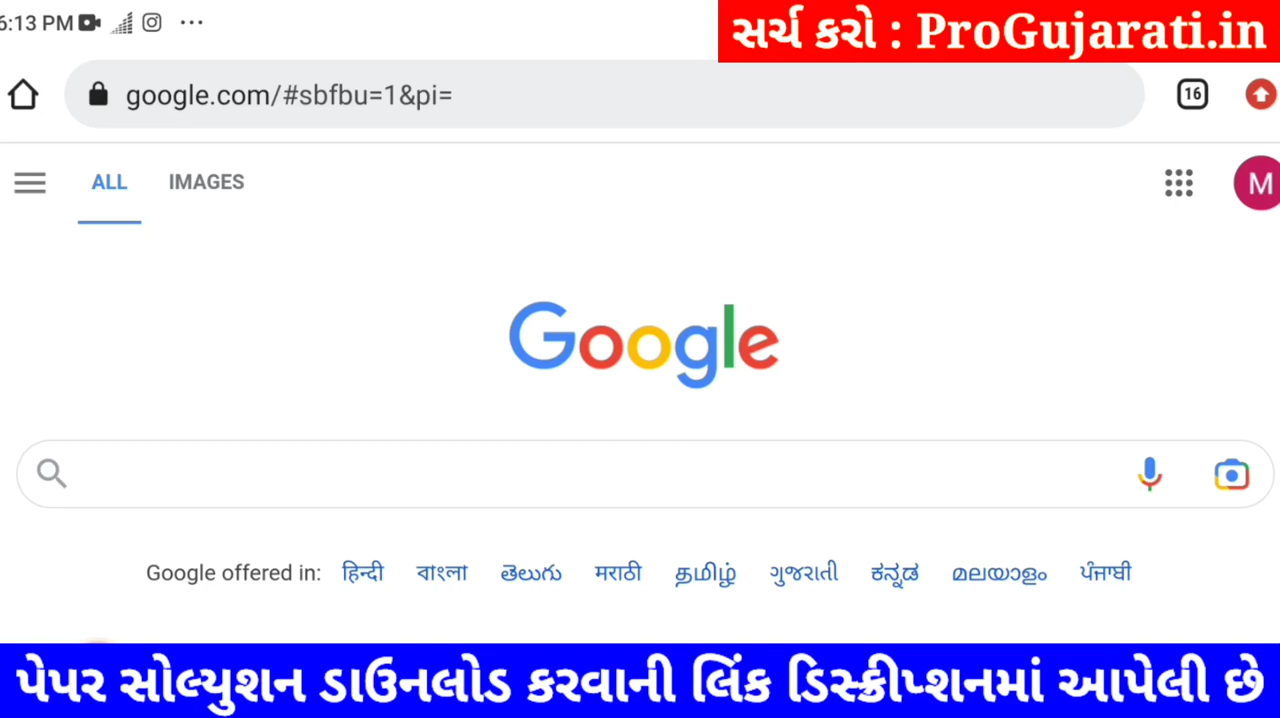 6:13 PM
સર્ચ કરો : ProGujarati.in
google.com/#sbfbu=1&pi=
16
ALL IMAGES
M
Google
Google offered in: हिन्दी বাংলা తెలుగు मराठी தமிழ் ગુજરાતી ಕನ್ನಡ മലയാളം ਪੰਜਾਬੀ
પેપર સોલ્યુશન ડાઉનલોડ કરવાની લિંક ડિસ્ક્રીપ્શનમાં આપેલી છે